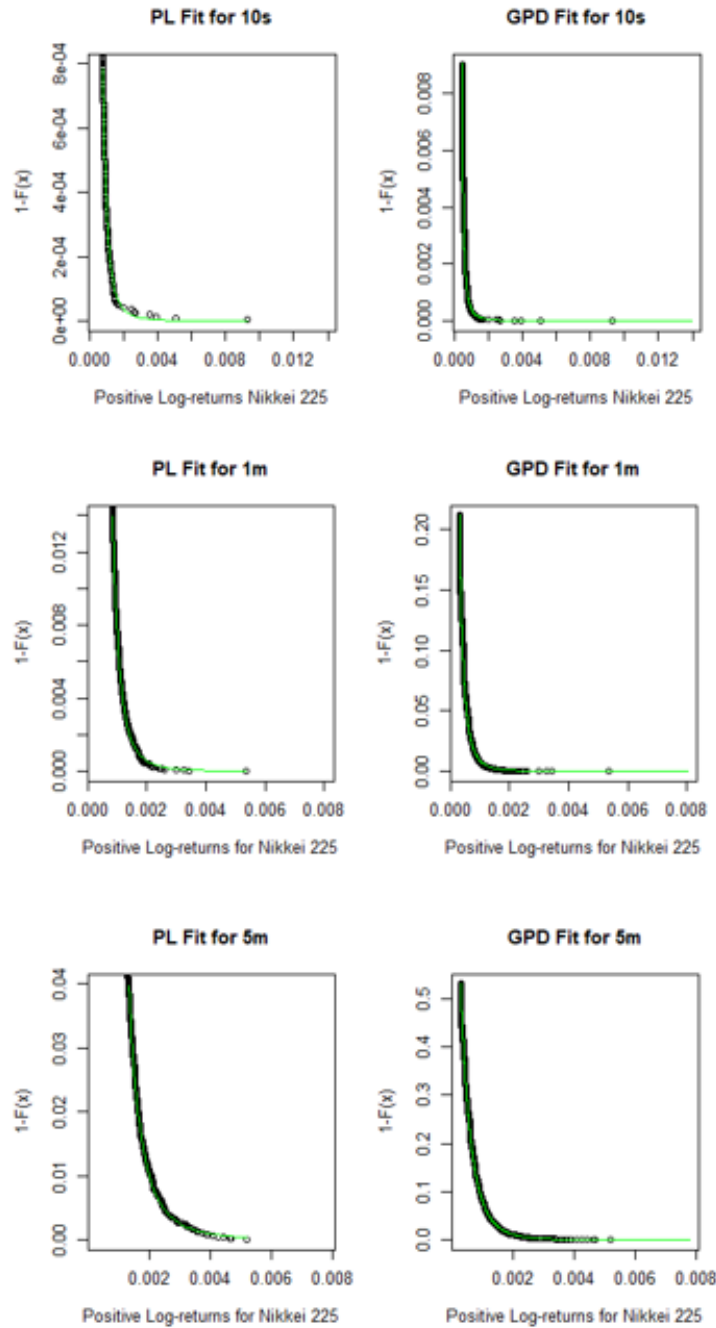 PL Fit for 10s
GPD Fit for 10s
1-F(x)
8e-04
6e-04
4e-04
2e-04
0e+00
0.000 0.004 0.008 0.012
Positive Log-returns Nikkei 225
1-F(x)
0.008
0.006
0.004
0.002
0.000
0.000 0.004 0.008 0.012
Positive Log-returns Nikkei 225
PL Fit for 1m
GPD Fit for 1m
1-F(x)
0.012
0.008
0.004
0.000
0.000 0.002 0.004 0.006 0.008
Positive Log-returns for Nikkei 225
1-F(x)
0.20
0.15
0.10
0.05
0.00
0.000 0.002 0.004 0.006 0.008
Positive Log-returns for Nikkei 225
PL Fit for 5m
GPD Fit for 5m
1-F(x)
0.04
0.03
0.02
0.01
0.00
0.002 0.004 0.006 0.008
Positive Log-returns for Nikkei 225
1-F(x)
0.5
0.4
0.3
0.2
0.1
0.0
0.002 0.004 0.006 0.008
Positive Log-returns for Nikkei 225